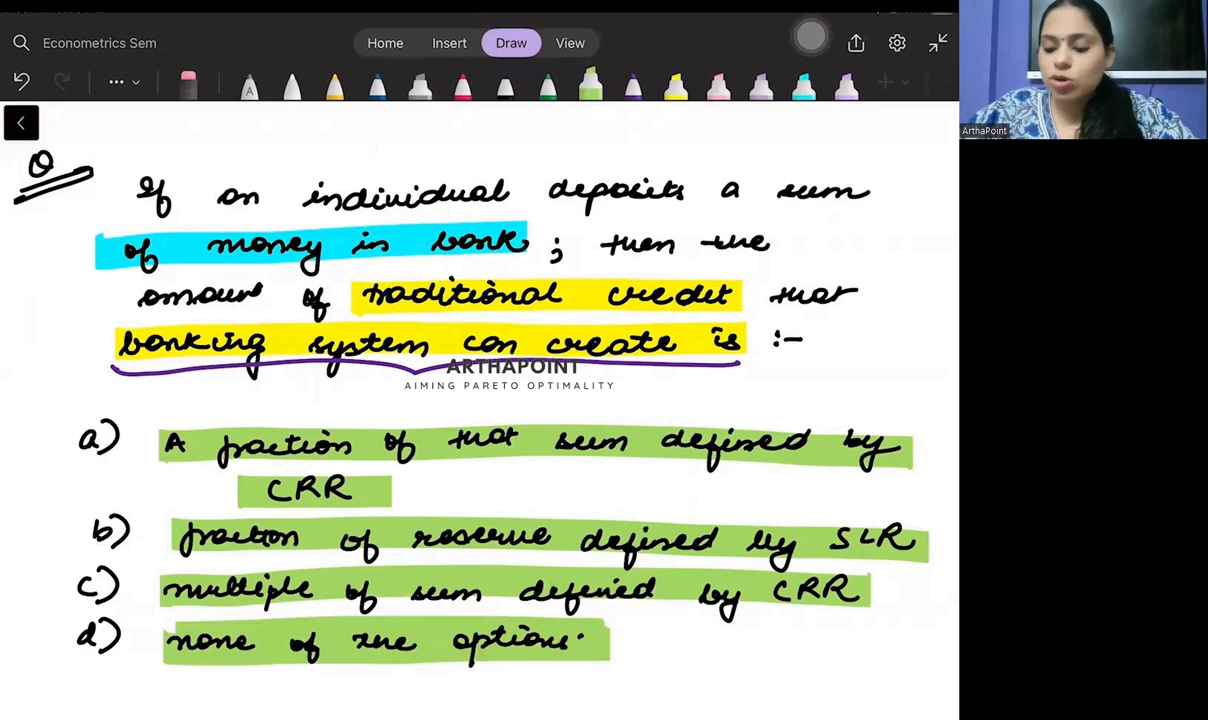 Econometrics Sem
Home Insert Draw View
ArthaPoint
Q
If an individual deposits a sum
of money in bank ; then the
amount of traditional credit that
banking system can create is :-
ARTHAPOINT
AIMING PARETO OPTIMALITY
a) A fraction of that sum defined by
CRR
b) fraction of reserve defined by SLR
c) multiple of sum defined by CRR
d) none of the options.